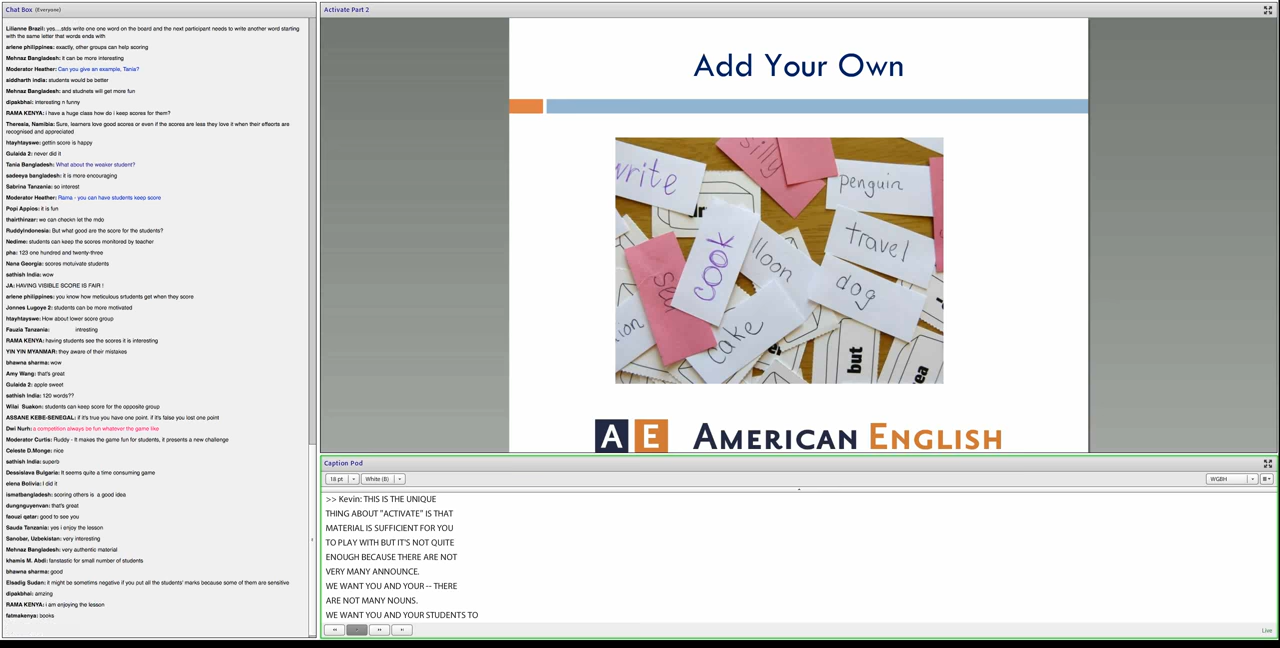 Chat Box (Everyone)
Lilianne Brazil: yes....stds write one one word on the board and the next participant needs to write another word starting
with the same letter that words ends with
arlene philippines: exactly, other groups can help scoring
Mehnaz Bangladesh: it can be more interesting
Moderator Heather: Can you give an example, Tania?
siddharth india: students would be better
Mehnaz Bangladesh: and studnets will get more fun
dipakbhai: interesting n funny
RAMA KENYA: i have a huge class how do i keep scores for them?
Theresia, Namibia: Sure, learners love good scores or even if the scores are less they love it when their effeorts are
recognised and appreciated
htayhtayswe: gettin score is happy
Gulaida 2: never did it
Tania Bangladesh: What about the weaker student?
sadeeya bangladesh: it is more encouraging
Sabrina Tanzania: so interest
Moderator Heather: Rama - you can have students keep score
Popi Appios: it is fun
thairthinzar: we can checkn let the mdo
RuddyIndonesia: But what good are the score for the students?
Nedime: students can keep the scores monitored by teacher
pha: 123 one hundred and twenty-three
Nana Georgia: scores motuivate students
sathish India: wow
JA: HAVING VISIBLE SCORE IS FAIR !
arlene philippines: you know how meticulous srtudents get when they score
Jonnes Lugoye 2: students can be more motivated
htayhtayswe: How about lower score group
Fauzia Tanzania: intresting
RAMA KENYA: having students see the scores it is interesting
YIN YIN MYANMAR: they aware of their mistakes
bhawna sharma: wow
Amy Wang: that's great
Gulaida 2: apple sweet
sathish India: 120 words??
Wilai Suakon: students can keep score for the opposite group
ASSANE KEBE-SENEGAL: if it's true you have one point. if it's false you lost one point
Dwi Nurh: a competition always be fun whatever the game like
Moderator Curtis: Ruddy - It makes the game fun for students, it presents a new challenge
Celeste D.Monge: nice
sathish India: superb
Dessislava Bulgaria: It seems quite a time consuming game
elena Bolivia: I did it
ismatbangladesh: scoring others is a good idea
dungnguyenvan: that's great
faouzi qatar: good to see you
Sauda Tanzania: yes i enjoy the lesson
Sanobar, Uzbekistan: very interesting
Mehnaz Bangladesh: very authentic material
khamis M. Abdi: fanstastic for small number of students
bhawna sharma: good
Elsadig Sudan: it might be sometims negative if you put all the students' marks because some of them are sensitive
dipakbhai: amzing
RAMA KENYA: i am enjoying the lesson
fatmakenya: books
Activate Part 2
Add Your Own
write
silly
penguin
cook
lloon
travel
dog
cake
but
AE AMERICAN ENGLISH
Caption Pod
18 pt White (B) WGBH
>> Kevin: THIS IS THE UNIQUE
THING ABOUT "ACTIVATE" IS THAT
MATERIAL IS SUFFICIENT FOR YOU
TO PLAY WITH BUT IT'S NOT QUITE
ENOUGH BECAUSE THERE ARE NOT
VERY MANY ANNOUNCE.
WE WANT YOU AND YOUR -- THERE
ARE NOT MANY NOUNS.
WE WANT YOU AND YOUR STUDENTS TO
Live